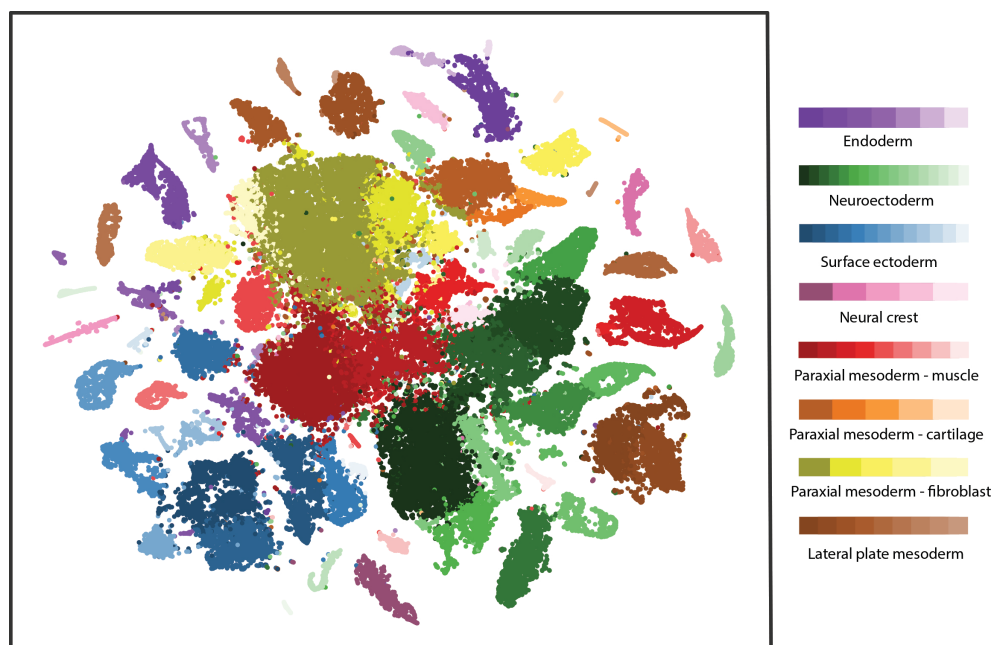 Endoderm
Neuroectoderm
Surface ectoderm
Neural crest
Paraxial mesoderm - muscle
Paraxial mesoderm - cartilage
Paraxial mesoderm - fibroblast
Lateral plate mesoderm